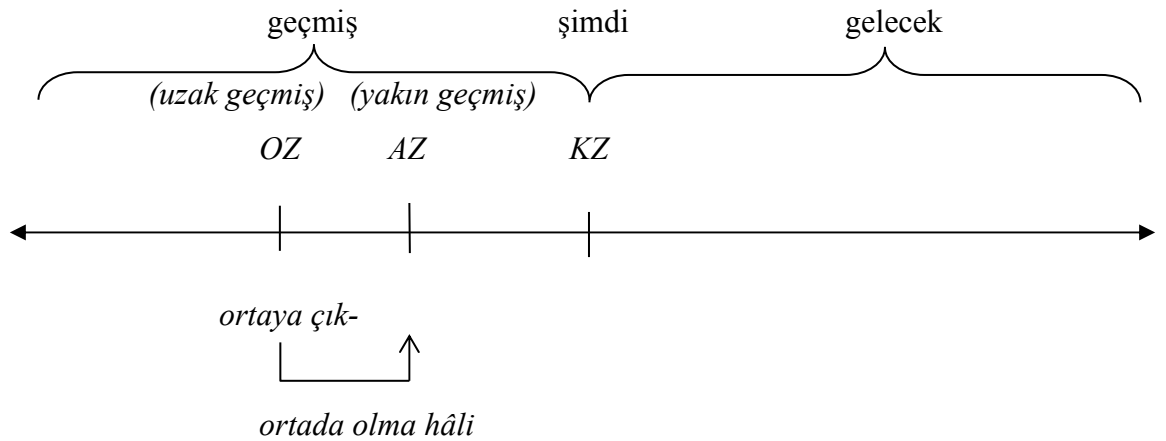 geçmiş şimdi gelecek
(uzak geçmiş) (yakın geçmiş)
OZ AZ KZ
ortaya çık-
ortada olma hâli